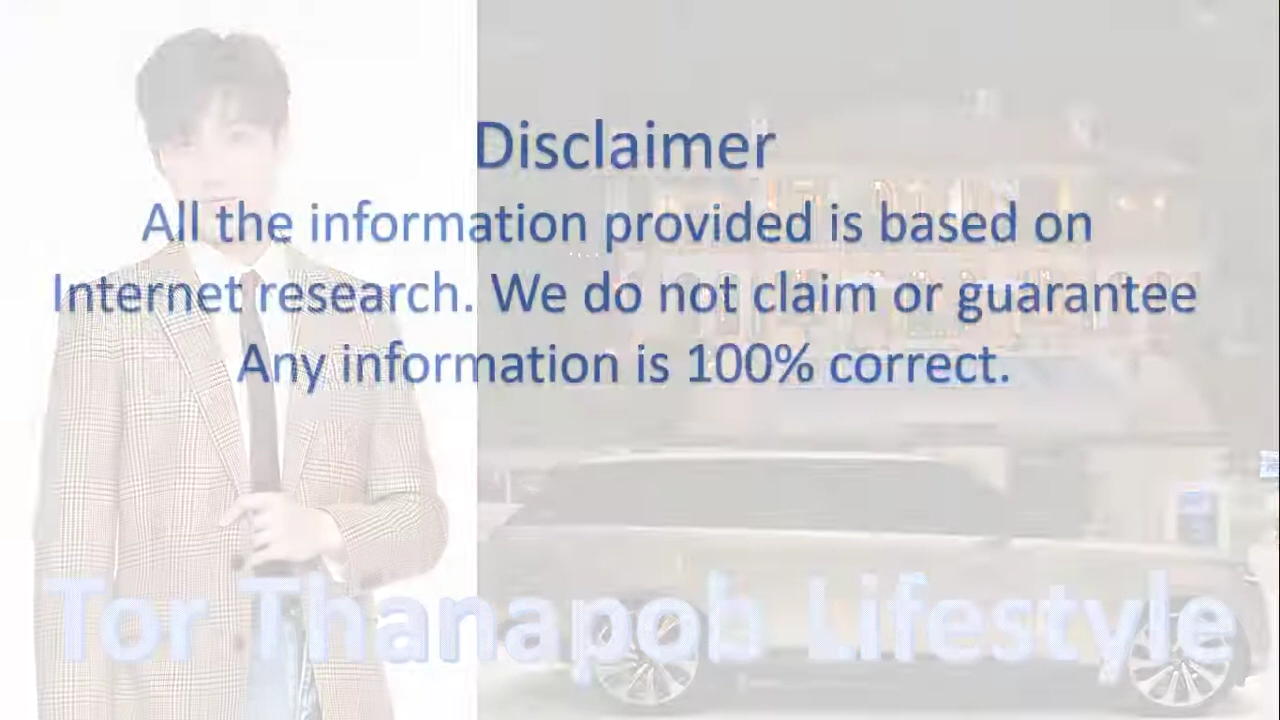 Disclaimer
All the information provided is based on
Internet research. We do not claim or guarantee
Any information is 100% correct.
Tor Thanapob Lifestyle